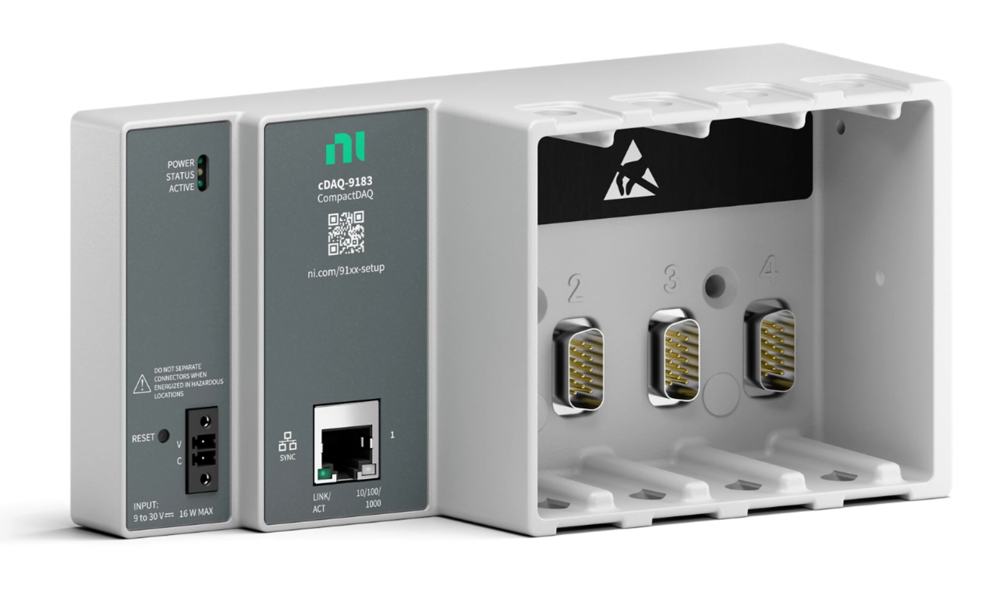 POWER
STATUS
ACTIVE
DO NOT SEPARATE
CONNECTORS WHEN
ENERGIZED IN HAZARDOUS
LOCATIONS
RESET
V
C
INPUT:
9 to 30 V⎓ 16 W MAX
ni
cDAQ-9183
CompactDAQ
ni.com/91xx-setup
SYNC
1
LINK/
ACT
10/100/
1000
2
3
4